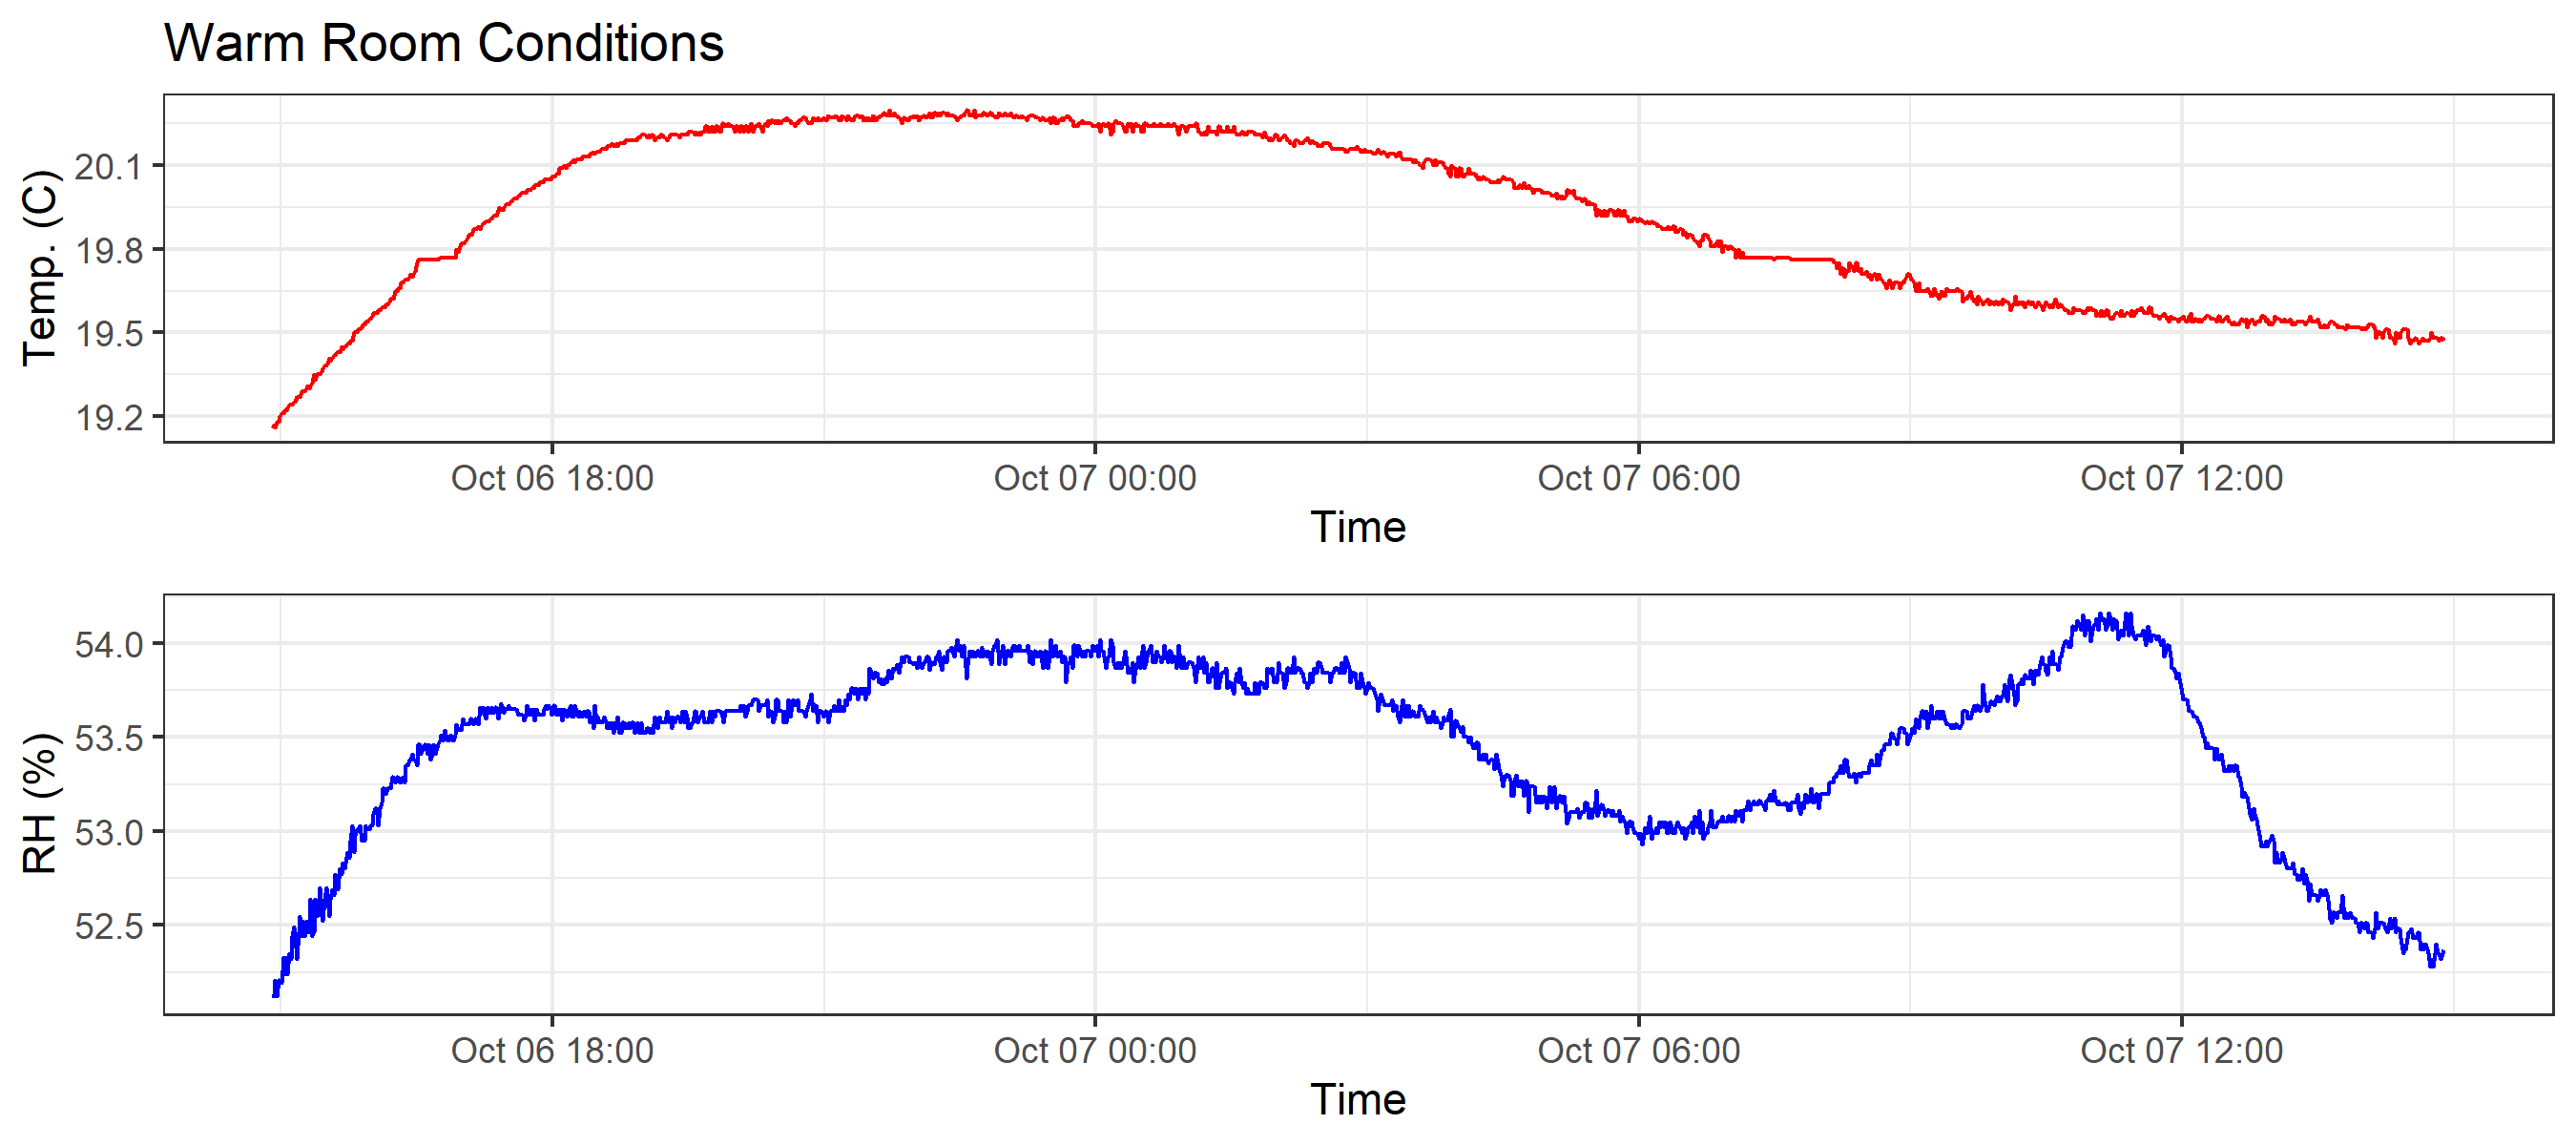 Warm Room Conditions
Temp. (C)
20.1
19.8
19.5
19.2
Oct 06 18:00 Oct 07 00:00 Oct 07 06:00 Oct 07 12:00
Time
RH (%)
54.0
53.5
53.0
52.5
Oct 06 18:00 Oct 07 00:00 Oct 07 06:00 Oct 07 12:00
Time